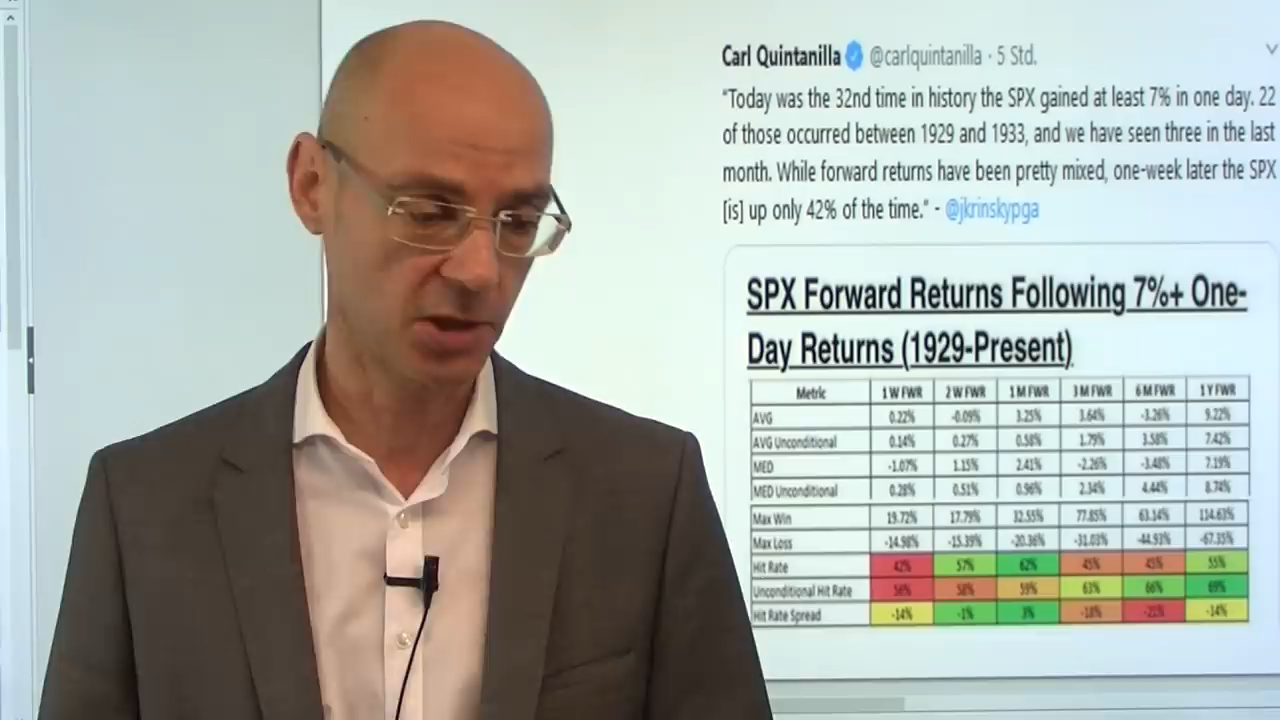 Carl Quintanilla @carlquintanilla · 5 Std.
"Today was the 32nd time in history the SPX gained at least 7% in one day. 22
of those occurred between 1929 and 1933, and we have seen three in the last
month. While forward returns have been pretty mixed, one-week later the SPX
[is] up only 42% of the time." - @jkrinskypga
SPX Forward Returns Following 7%+ One-
Day Returns (1929-Present)
Metric 1 W FWR 2 W FWR 1 M FWR 3 M FWR 6 M FWR 1 Y FWR
AVG 0.22% -0.09% 3.25% 3.64% -3.26% 9.22%
AVG Unconditional 0.14% 0.27% 0.58% 1.79% 3.58% 7.42%
MED -1.07% 1.15% 2.41% -2.26% -3.48% 7.19%
MED Unconditional 0.28% 0.51% 0.96% 2.34% 4.44% 8.74%
Max Win 19.72% 17.79% 32.55% 77.85% 63.14% 114.63%
Max Loss -14.98% -15.39% -20.36% -31.03% -44.93% -67.35%
Hit Rate 42% 57% 62% 45% 45% 55%
Unconditional Hit Rate 56% 58% 59% 63% 66% 69%
Hit Rate Spread -14% -1% 3% -18% -21% -14%